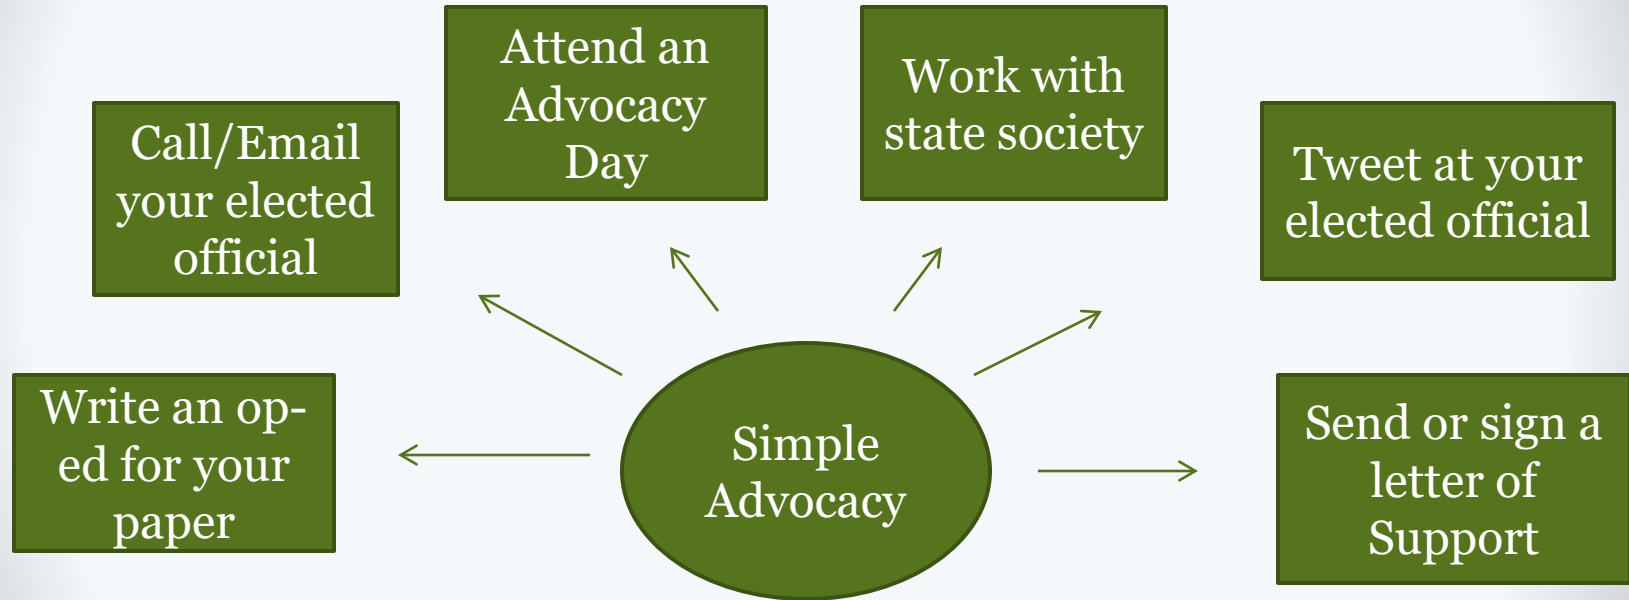 Attend an
Advocacy
Day
Work with
state society
Call/Email
your elected
official
Tweet at your
elected official
Write an op-
ed for your
paper
Simple
Advocacy
Send or sign a
letter of
Support